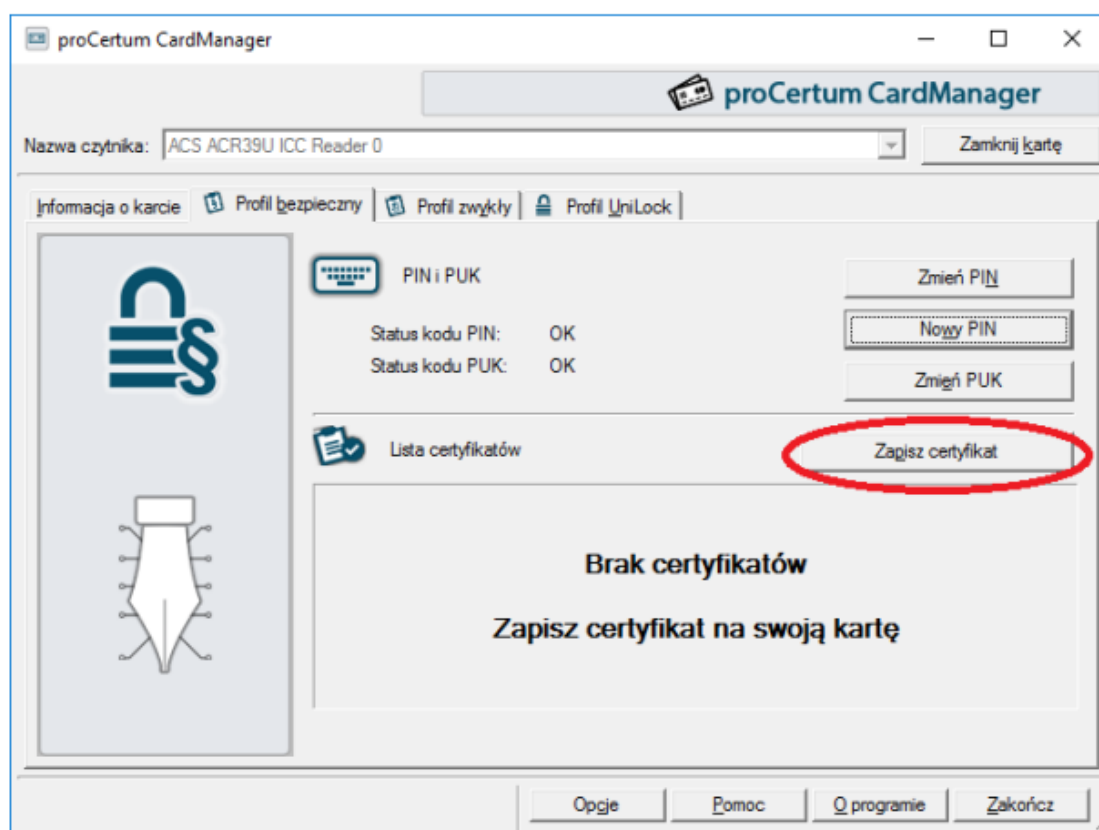 proCertum CardManager
proCertum CardManager
Nazwa czytnika: ACS ACR39U ICC Reader 0 Zamknij kartę
Informacja o karcie Profil bezpieczny Profil zwykły Profil UniLock
PIN i PUK Zmień PIN
Status kodu PIN: OK Nowy PIN
Status kodu PUK: OK Zmień PUK
Lista certyfikatów Zapisz certyfikat
Brak certyfikatów
Zapisz certyfikat na swoją kartę
Opcje Pomoc O programie Zakończ